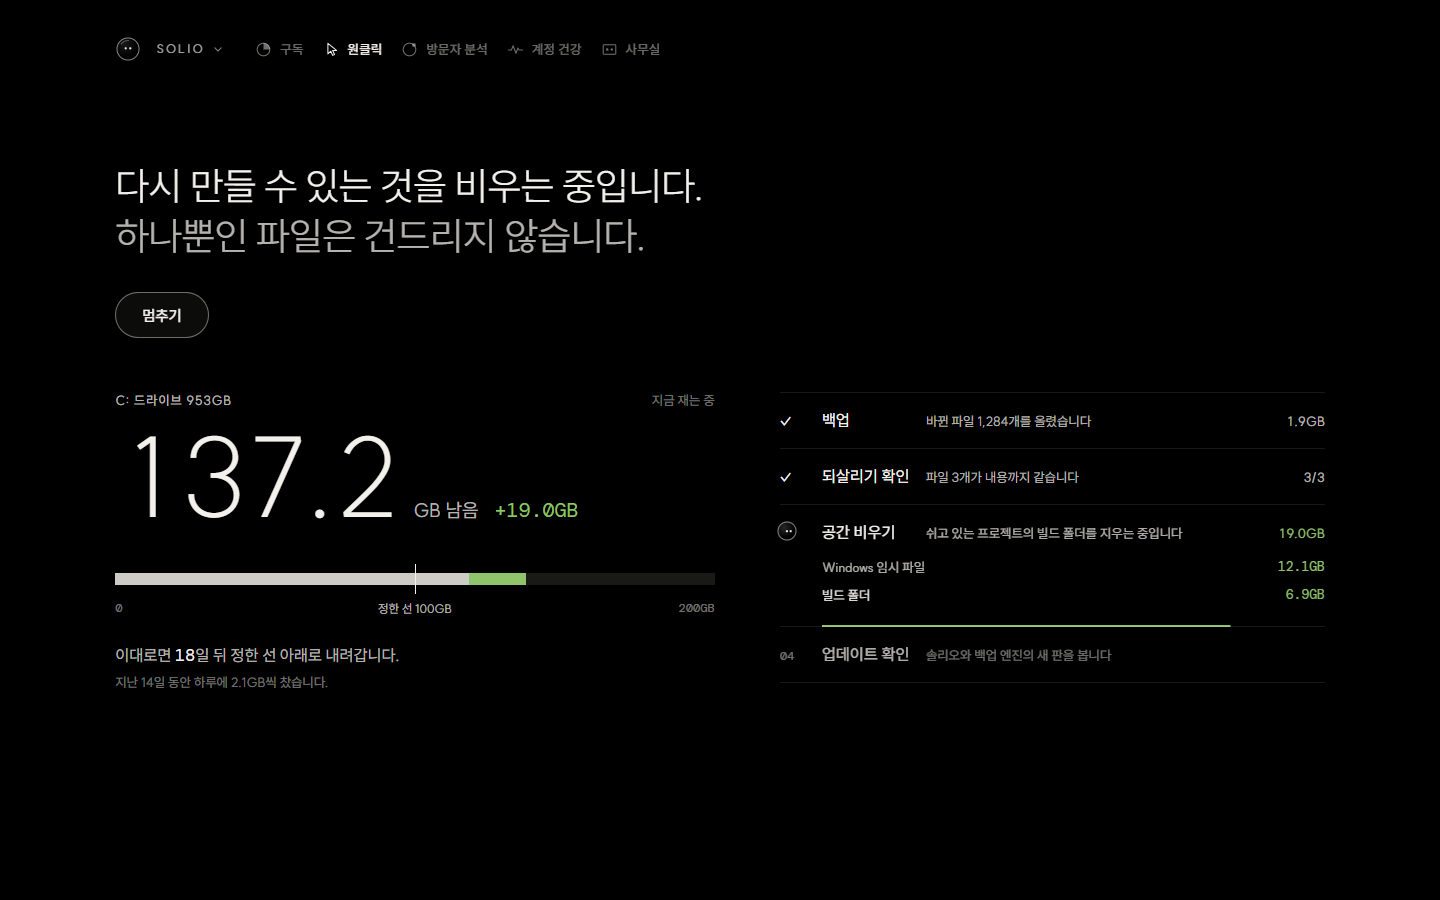 SOLIO 구독 원클릭 방문자 분석 계정 건강 사무실
다시 만들 수 있는 것을 비우는 중입니다.
하나뿐인 파일은 건드리지 않습니다.
멈추기
C: 드라이브 953GB 지금 재는 중
137.2 GB 남음 +19.0GB
0 정한 선 100GB 200GB
이대로면 18일 뒤 정한 선 아래로 내려갑니다.
지난 14일 동안 하루에 2.1GB씩 찼습니다.
백업 바뀐 파일 1,284개를 올렸습니다 1.9GB
되살리기 확인 파일 3개가 내용까지 같습니다 3/3
공간 비우기 쉬고 있는 프로젝트의 빌드 폴더를 지우는 중입니다 19.0GB
Windows 임시 파일 12.1GB
빌드 폴더 6.9GB
04 업데이트 확인 솔리오와 백업 엔진의 새 판을 봅니다